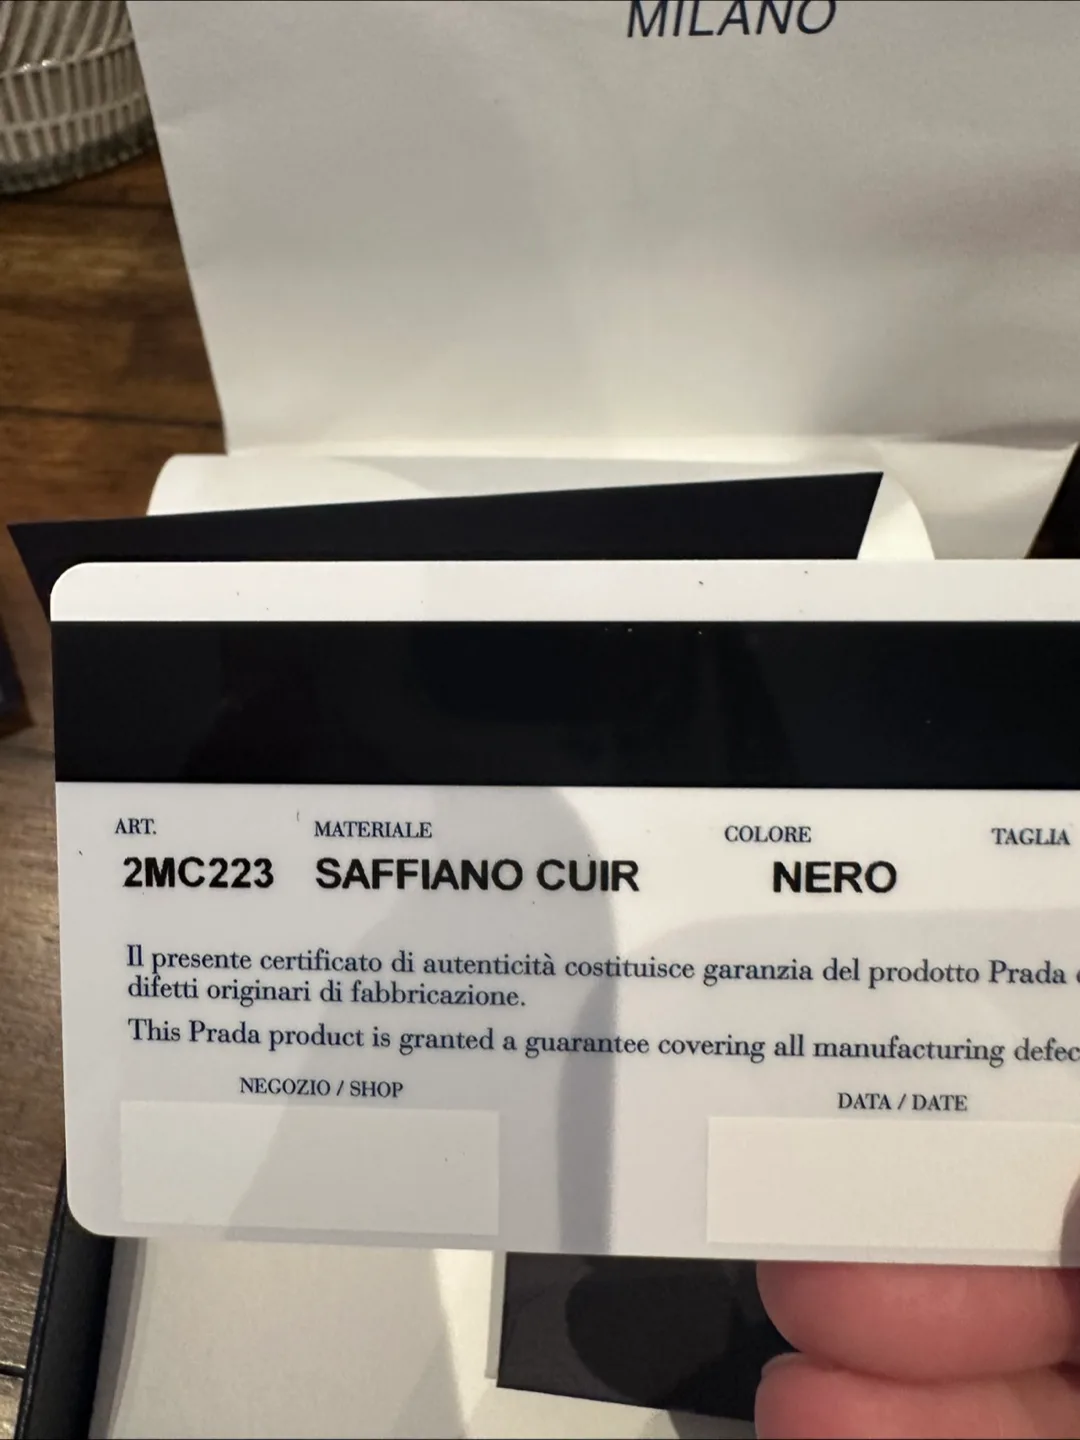 MILANO
ART. MATERIALE COLORE TAGLIA
2MC223 SAFFIANO CUIR NERO
Il presente certificato di autenticità costituisce garanzia del prodotto Prada
difetti originari di fabbricazione.
This Prada product is granted a guarantee covering all manufacturing defec
NEGOZIO / SHOP DATA / DATE